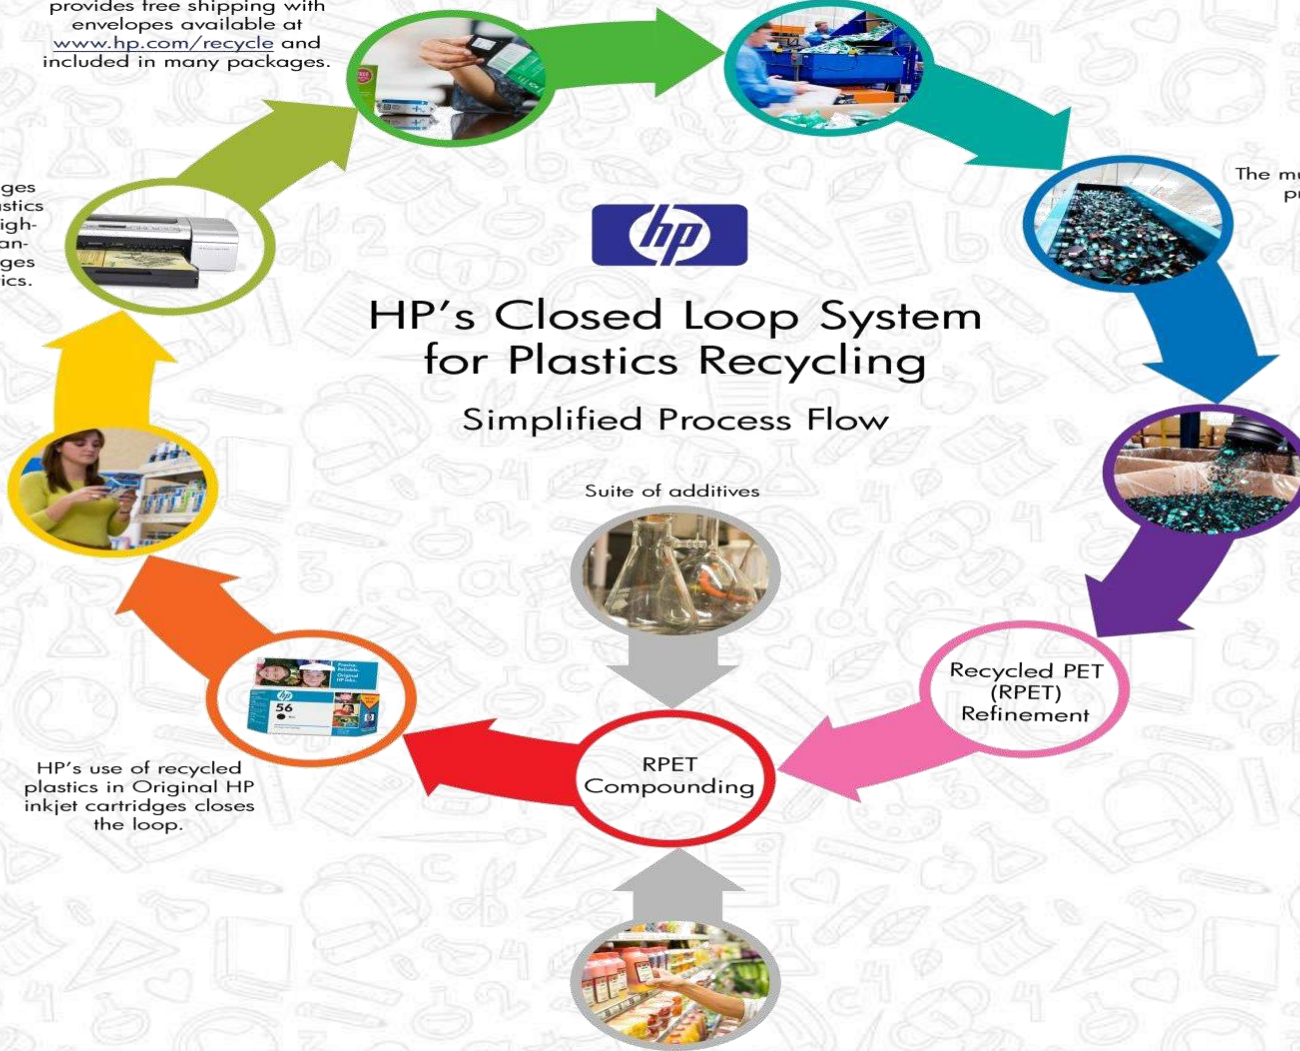 provides free shipping with
envelopes available at
www.hp.com/recycle and
included in many packages.
ges
stics
igh-
an-
ges
ics.
The mu
pr
hp
HP's Closed Loop System
for Plastics Recycling
Simplified Process Flow
Suite of additives
Recycled PET
(RPET)
Refinement
RPET
Compounding
hp
56
HP's use of recycled
plastics in Original HP
inkjet cartridges closes
the loop.